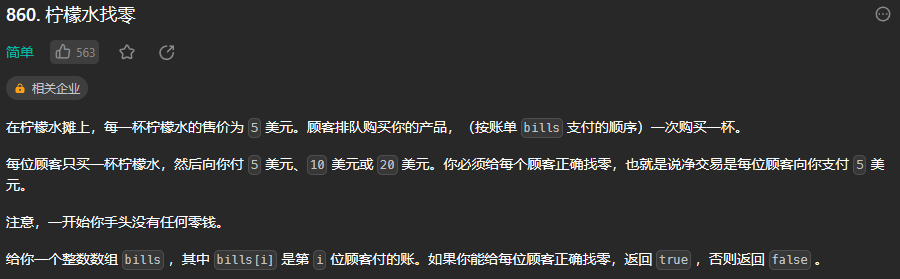 860. 柠檬水找零
简单 563
相关企业
在柠檬水摊上，每一杯柠檬水的售价为 5 美元。顾客排队购买你的产品，（按账单 bills 支付的顺序）一次购买一杯。
每位顾客只买一杯柠檬水，然后向你付 5 美元、10 美元或 20 美元。你必须给每个顾客正确找零，也就是说净交易是每位顾客向你支付 5 美
元。
注意，一开始你手头没有任何零钱。
给你一个整数数组 bills ，其中 bills[i] 是第 i 位顾客付的账。如果你能给每位顾客正确找零，返回 true ，否则返回 false 。